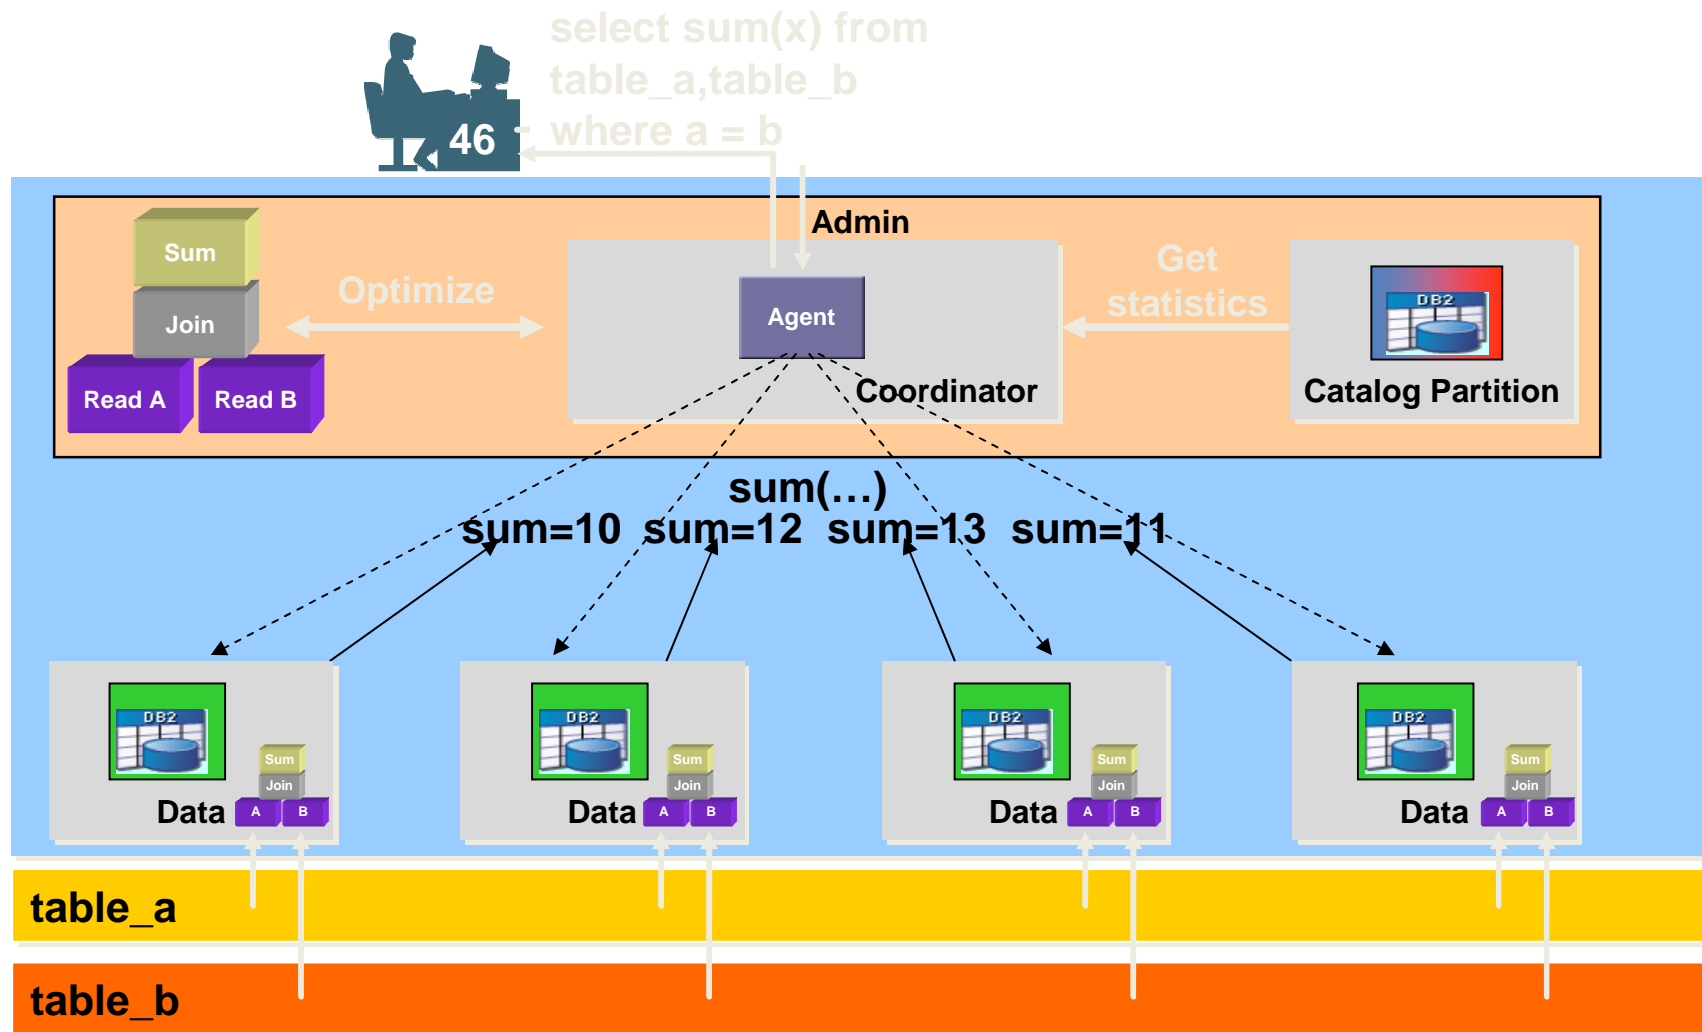 select sum(x) from
table_a,table_b
where a = b
46
Admin
Sum
Join
Read A
Read B
Optimize
Agent
Coordinator
Get
statistics
DB2
Catalog Partition
sum(…)
sum=10 sum=12 sum=13 sum=11
DB2
Sum
Join
A
B
Data
DB2
Sum
Join
A
B
Data
DB2
Sum
Join
A
B
Data
DB2
Sum
Join
A
B
Data
table_a
table_b